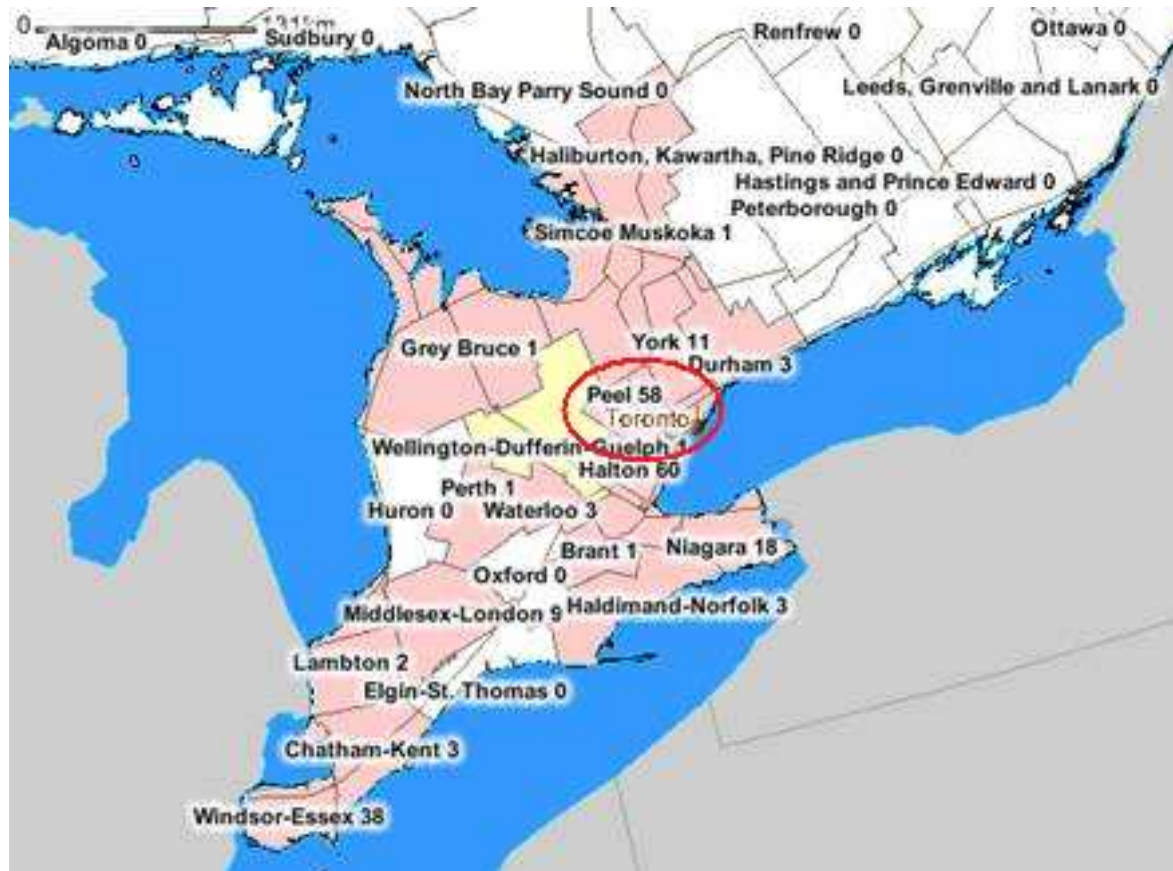 0 131km
Algoma 0
Sudbury 0
Renfrew 0
Ottawa 0
North Bay Parry Sound 0
Leeds, Grenville and Lanark 0
Haliburton, Kawartha, Pine Ridge 0
Hastings and Prince Edward 0
Peterborough 0
Simcoe Muskoka 1
Grey Bruce 1
York 11
Durham 3
Peel 58
Toronto
Wellington-Dufferin-Guelph 1
Halton 60
Perth 1
Huron 0
Waterloo 3
Brant 1
Niagara 18
Oxford 0
Middlesex-London 9
Haldimand-Norfolk 3
Lambton 2
Elgin-St. Thomas 0
Chatham-Kent 3
Windsor-Essex 38